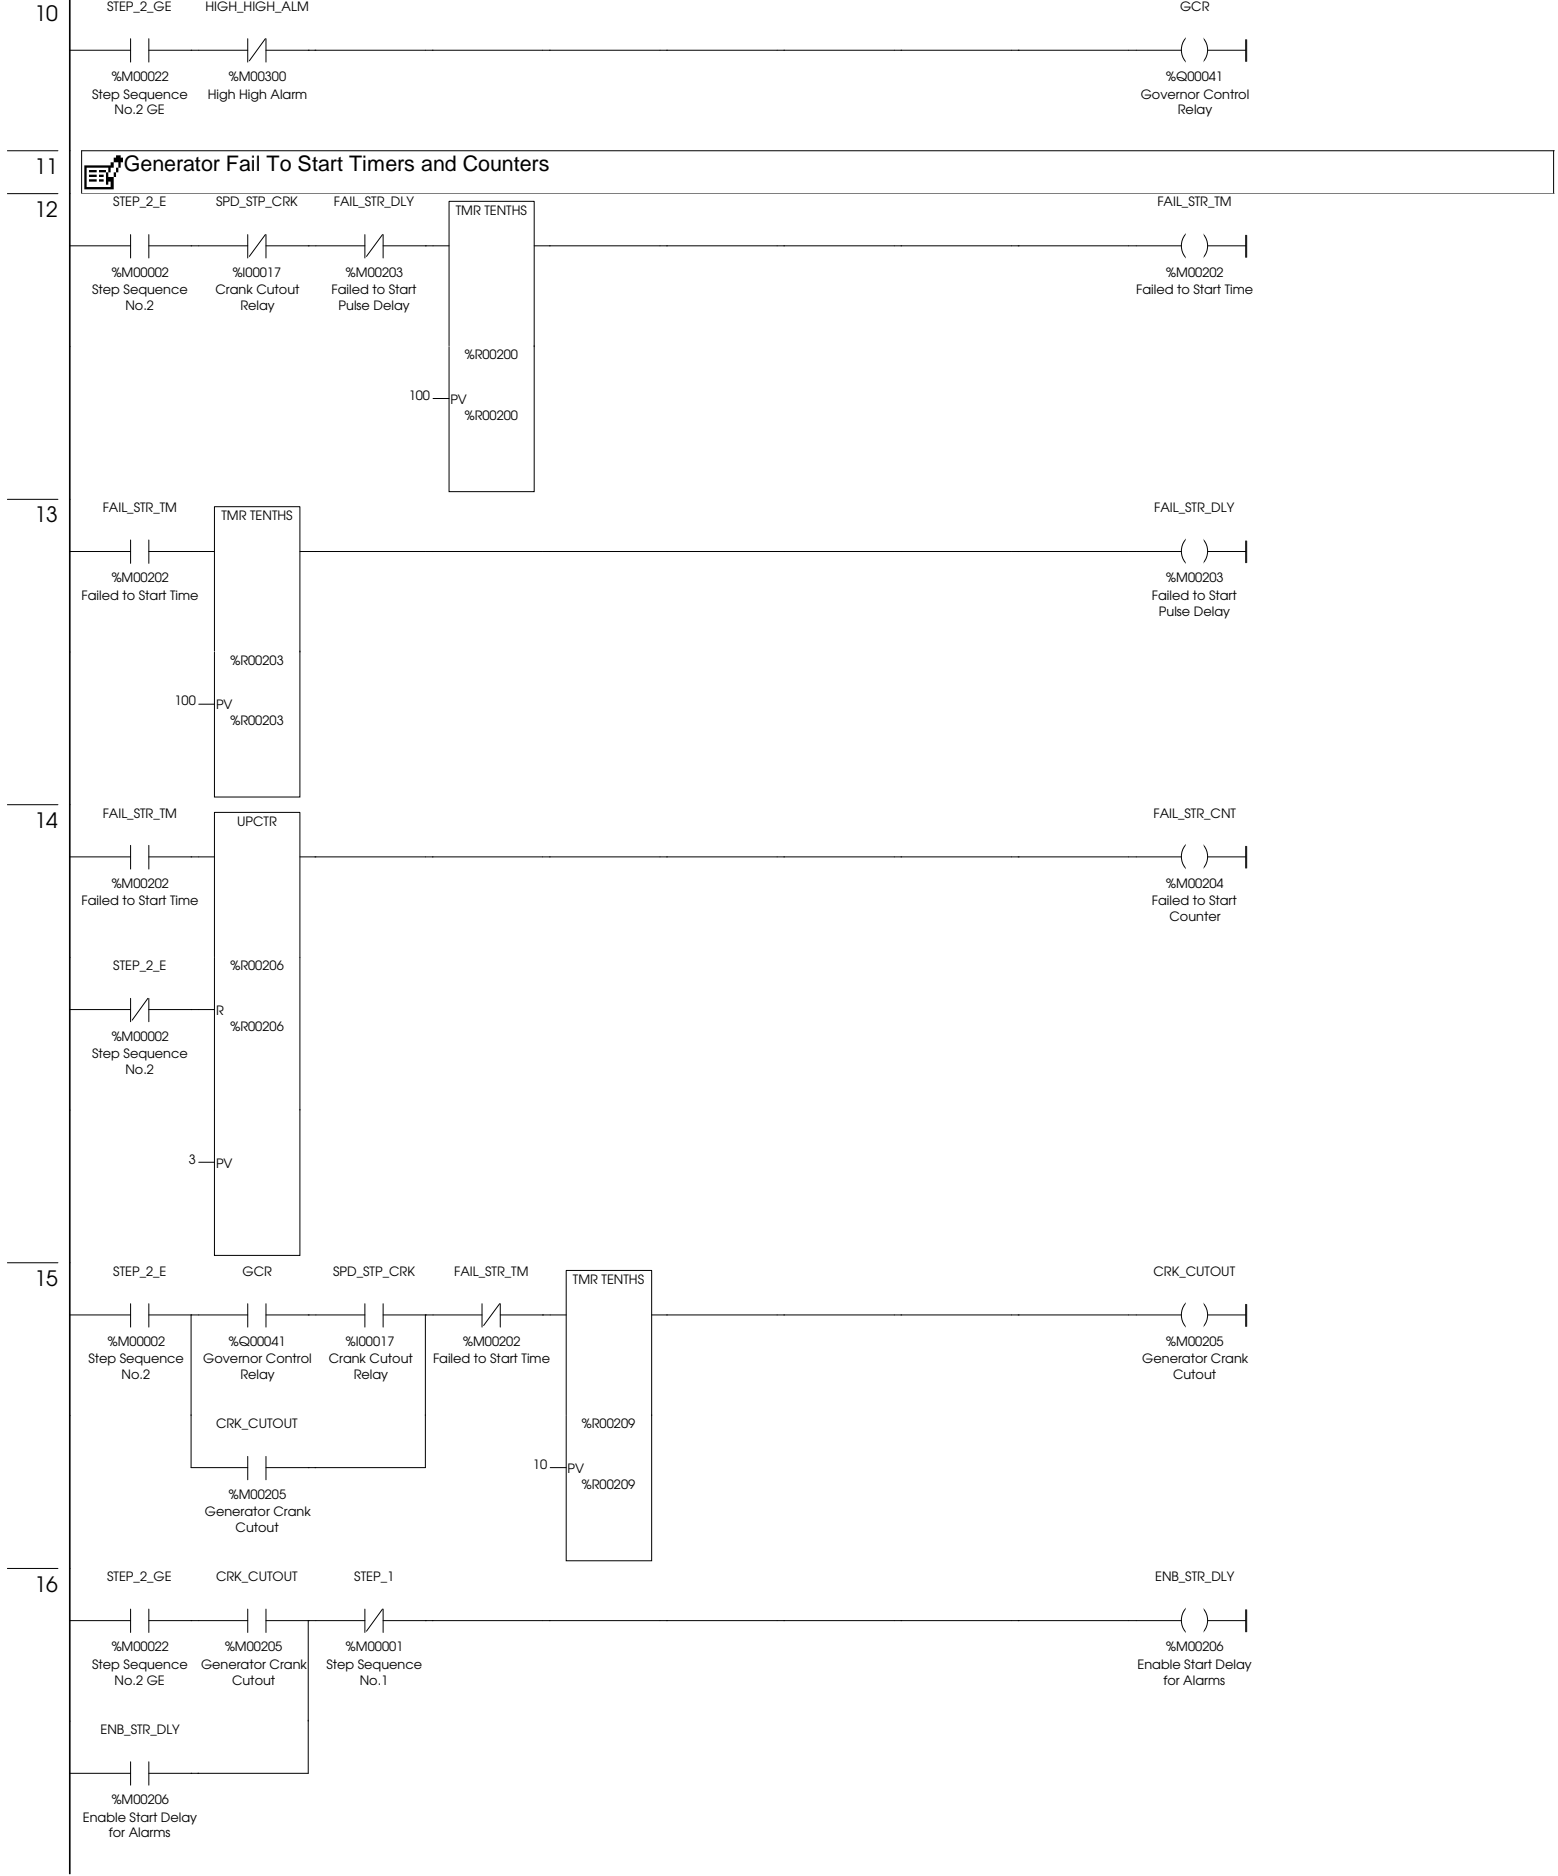 10
STEP_2_GE HIGH_HIGH_ALM GCR
%M00022 %M00300 %Q00041
Step Sequence High High Alarm Governor Control
No.2 GE Relay
11 Generator Fail To Start Timers and Counters
12
STEP_2_E SPD_STP_CRK FAIL_STR_DLY TMR TENTHS FAIL_STR_TM
%M00002 %I00017 %M00203 %M00202
Step Sequence Crank Cutout Failed to Start Failed to Start Time
No.2 Relay Pulse Delay
%R00200
100 PV
%R00200
13
FAIL_STR_TM TMR TENTHS FAIL_STR_DLY
%M00202 %M00203
Failed to Start Time Failed to Start
Pulse Delay
%R00203
100 PV
%R00203
14
FAIL_STR_TM UPCTR FAIL_STR_CNT
%M00202 %M00204
Failed to Start Time Failed to Start
Counter
STEP_2_E %R00206
R
%R00206
%M00002
Step Sequence
No.2
3 PV
15
STEP_2_E GCR SPD_STP_CRK FAIL_STR_TM TMR TENTHS CRK_CUTOUT
%M00002 %Q00041 %I00017 %M00202 %M00205
Step Sequence Governor Control Crank Cutout Failed to Start Time Generator Crank
No.2 Relay Relay Cutout
CRK_CUTOUT %R00209
10 PV
%R00209
%M00205
Generator Crank
Cutout
16
STEP_2_GE CRK_CUTOUT STEP_1 ENB_STR_DLY
%M00022 %M00205 %M00001 %M00206
Step Sequence Generator Crank Step Sequence Enable Start Delay
No.2 GE Cutout No.1 for Alarms
ENB_STR_DLY
%M00206
Enable Start Delay
for Alarms